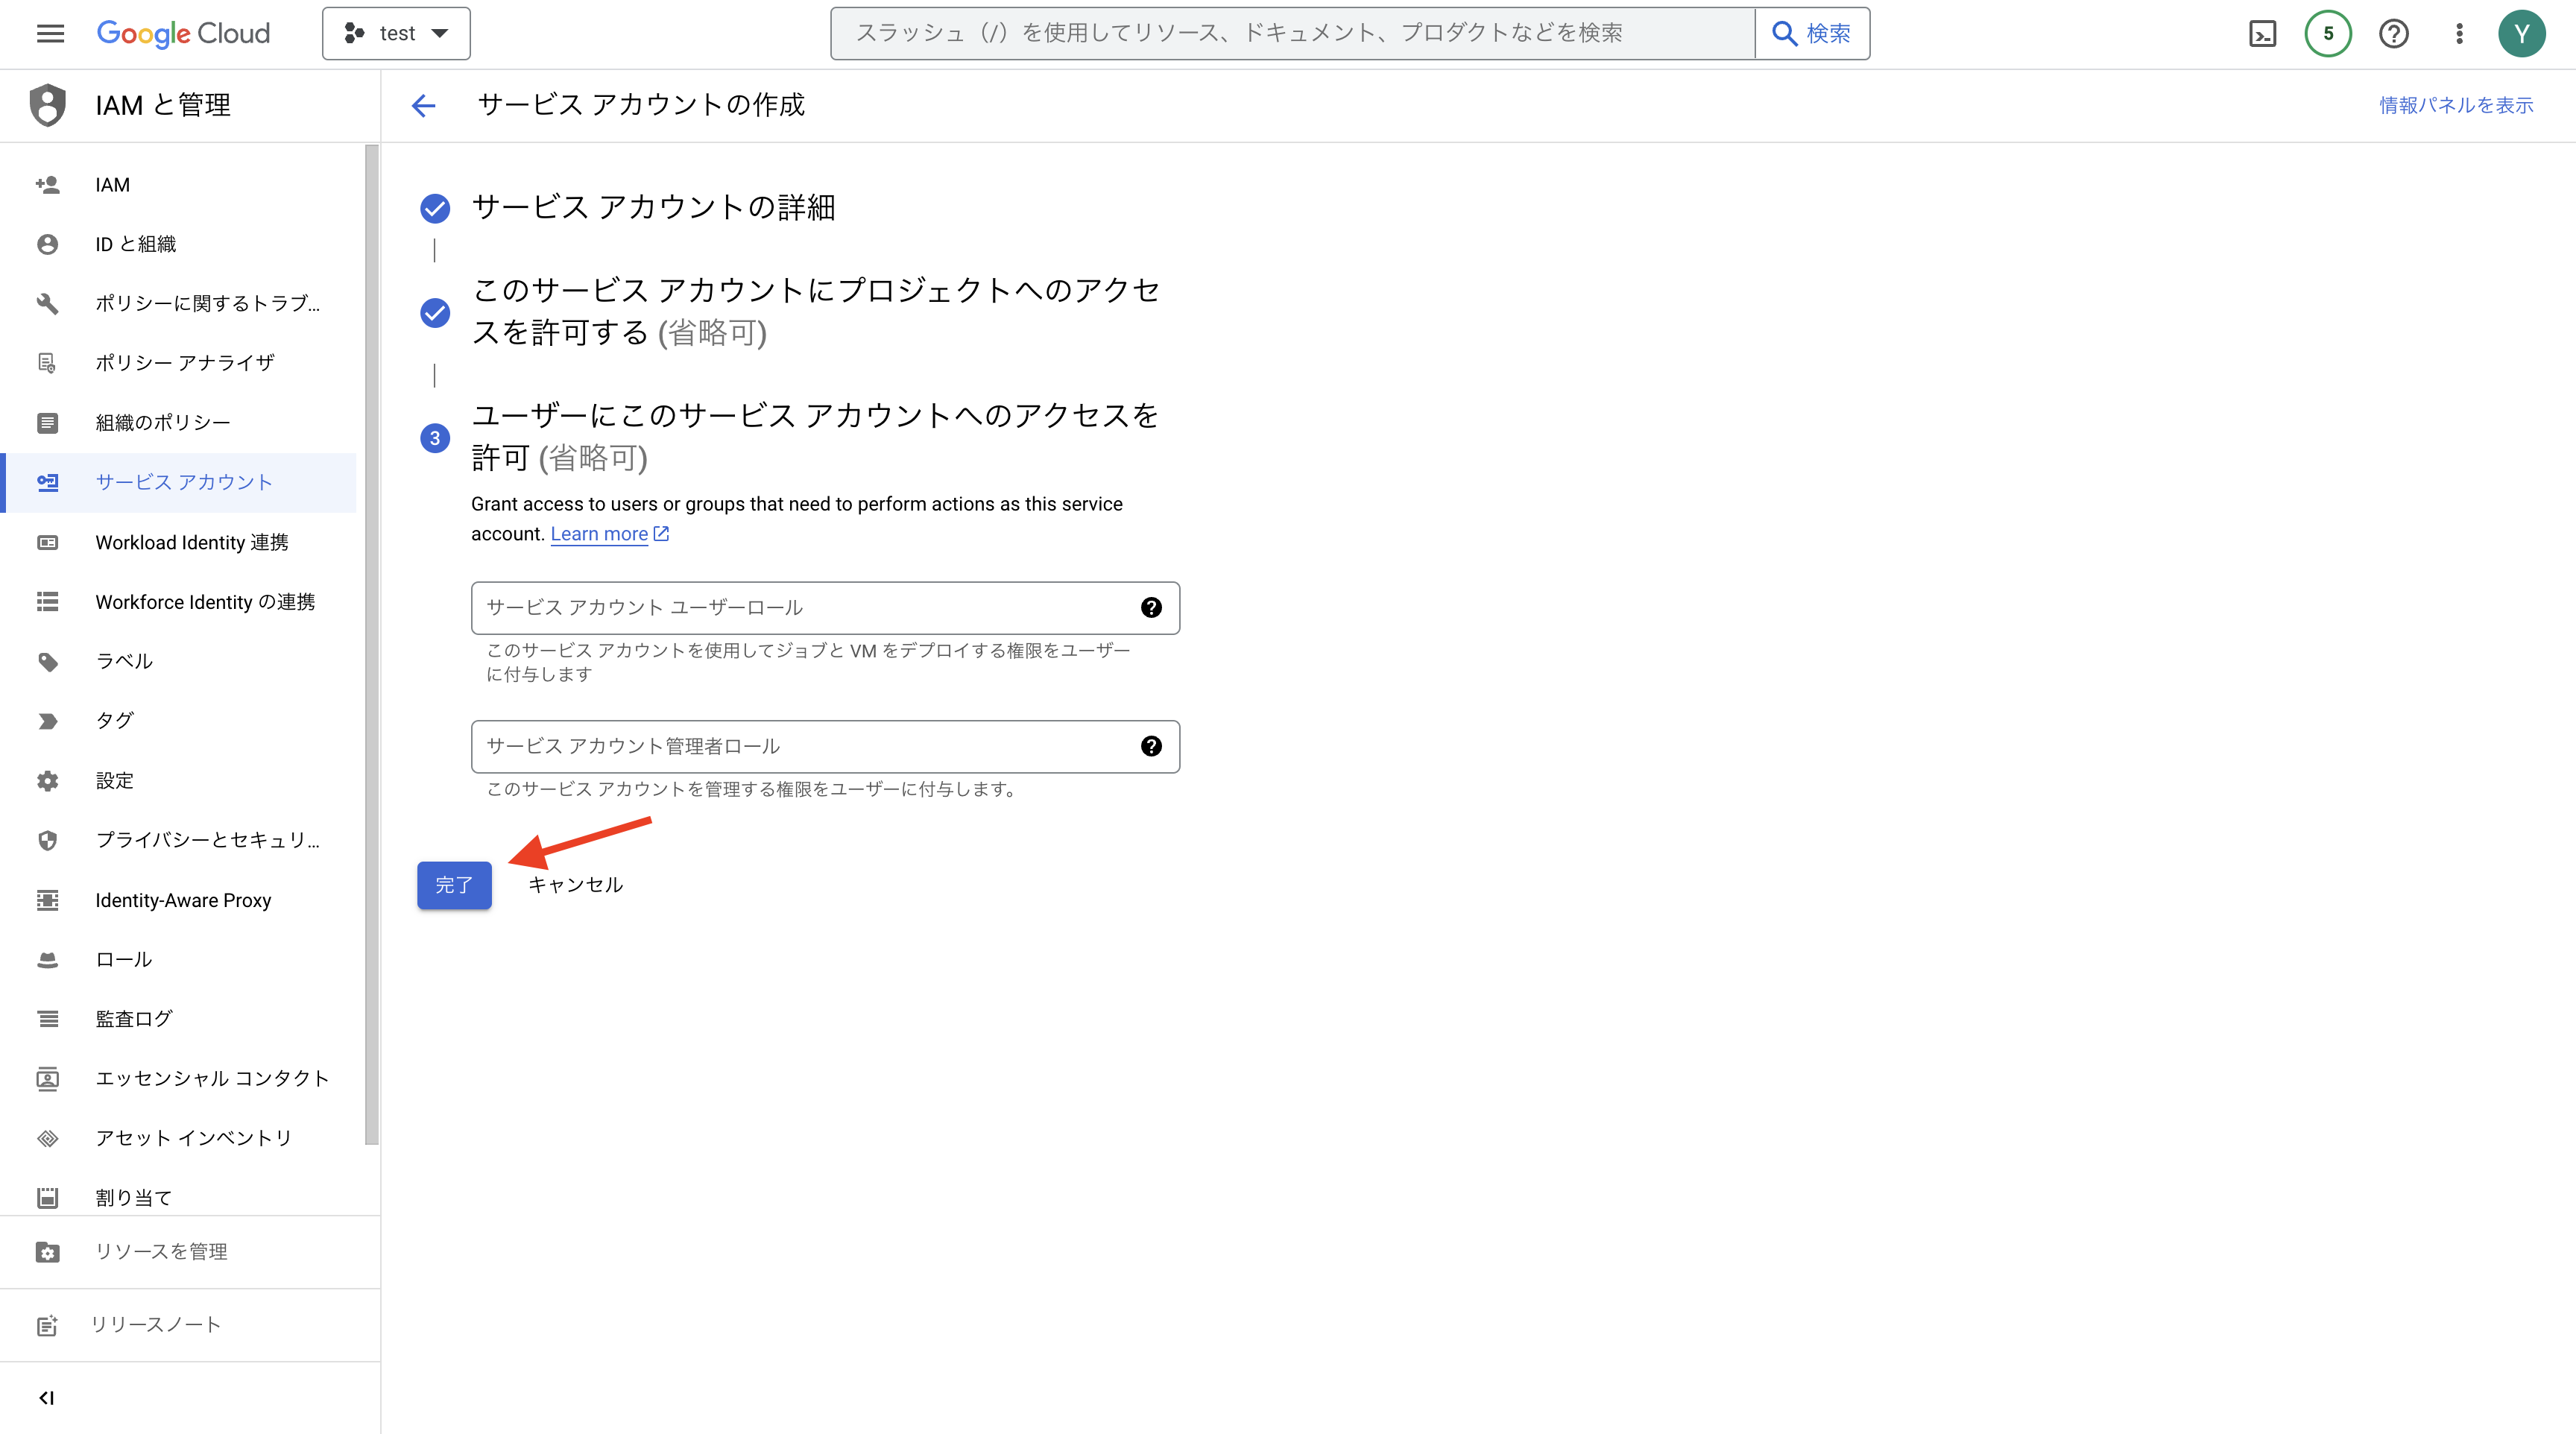 Google Cloud
test
スラッシュ（/）を使用してリソース、ドキュメント、プロダクトなどを検索
検索
5
Y
IAM と管理
サービス アカウントの作成
情報パネルを表示
IAM
ID と組織
ポリシーに関するトラブ...
ポリシー アナライザ
組織のポリシー
サービス アカウント
Workload Identity 連携
Workforce Identity の連携
ラベル
タグ
設定
プライバシーとセキュリ...
Identity-Aware Proxy
ロール
監査ログ
エッセンシャル コンタクト
アセット インベントリ
割り当て
リソースを管理
リリースノート
サービス アカウントの詳細
このサービス アカウントにプロジェクトへのアクセ
スを許可する (省略可)
3
ユーザーにこのサービス アカウントへのアクセスを
許可 (省略可)
Grant access to users or groups that need to perform actions as this service
account. Learn more
サービス アカウント ユーザーロール
このサービス アカウントを使用してジョブと VM をデプロイする権限をユーザー
に付与します
サービス アカウント管理者ロール
このサービス アカウントを管理する権限をユーザーに付与します。
完了
キャンセル